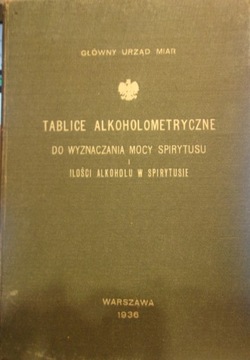 GŁÓWNY URZĄD MIAR
TABLICE ALKOHOLOMETRYCZNE
DO WYZNACZANIA MOCY SPIRYTUSU
I
ILOŚCI ALKOHOLU W SPIRYTUSIE
WARSZAWA
1936